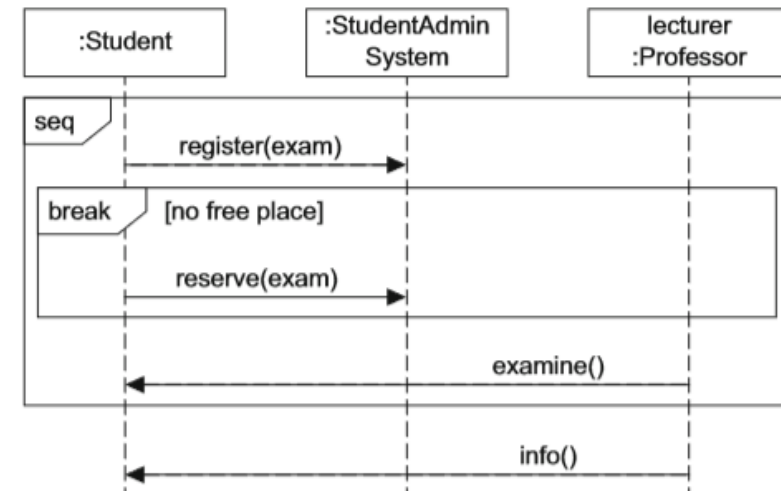 :Student
:StudentAdmin
System
lecturer
:Professor
seq
register(exam)
break
[no free place]
reserve(exam)
examine()
info()